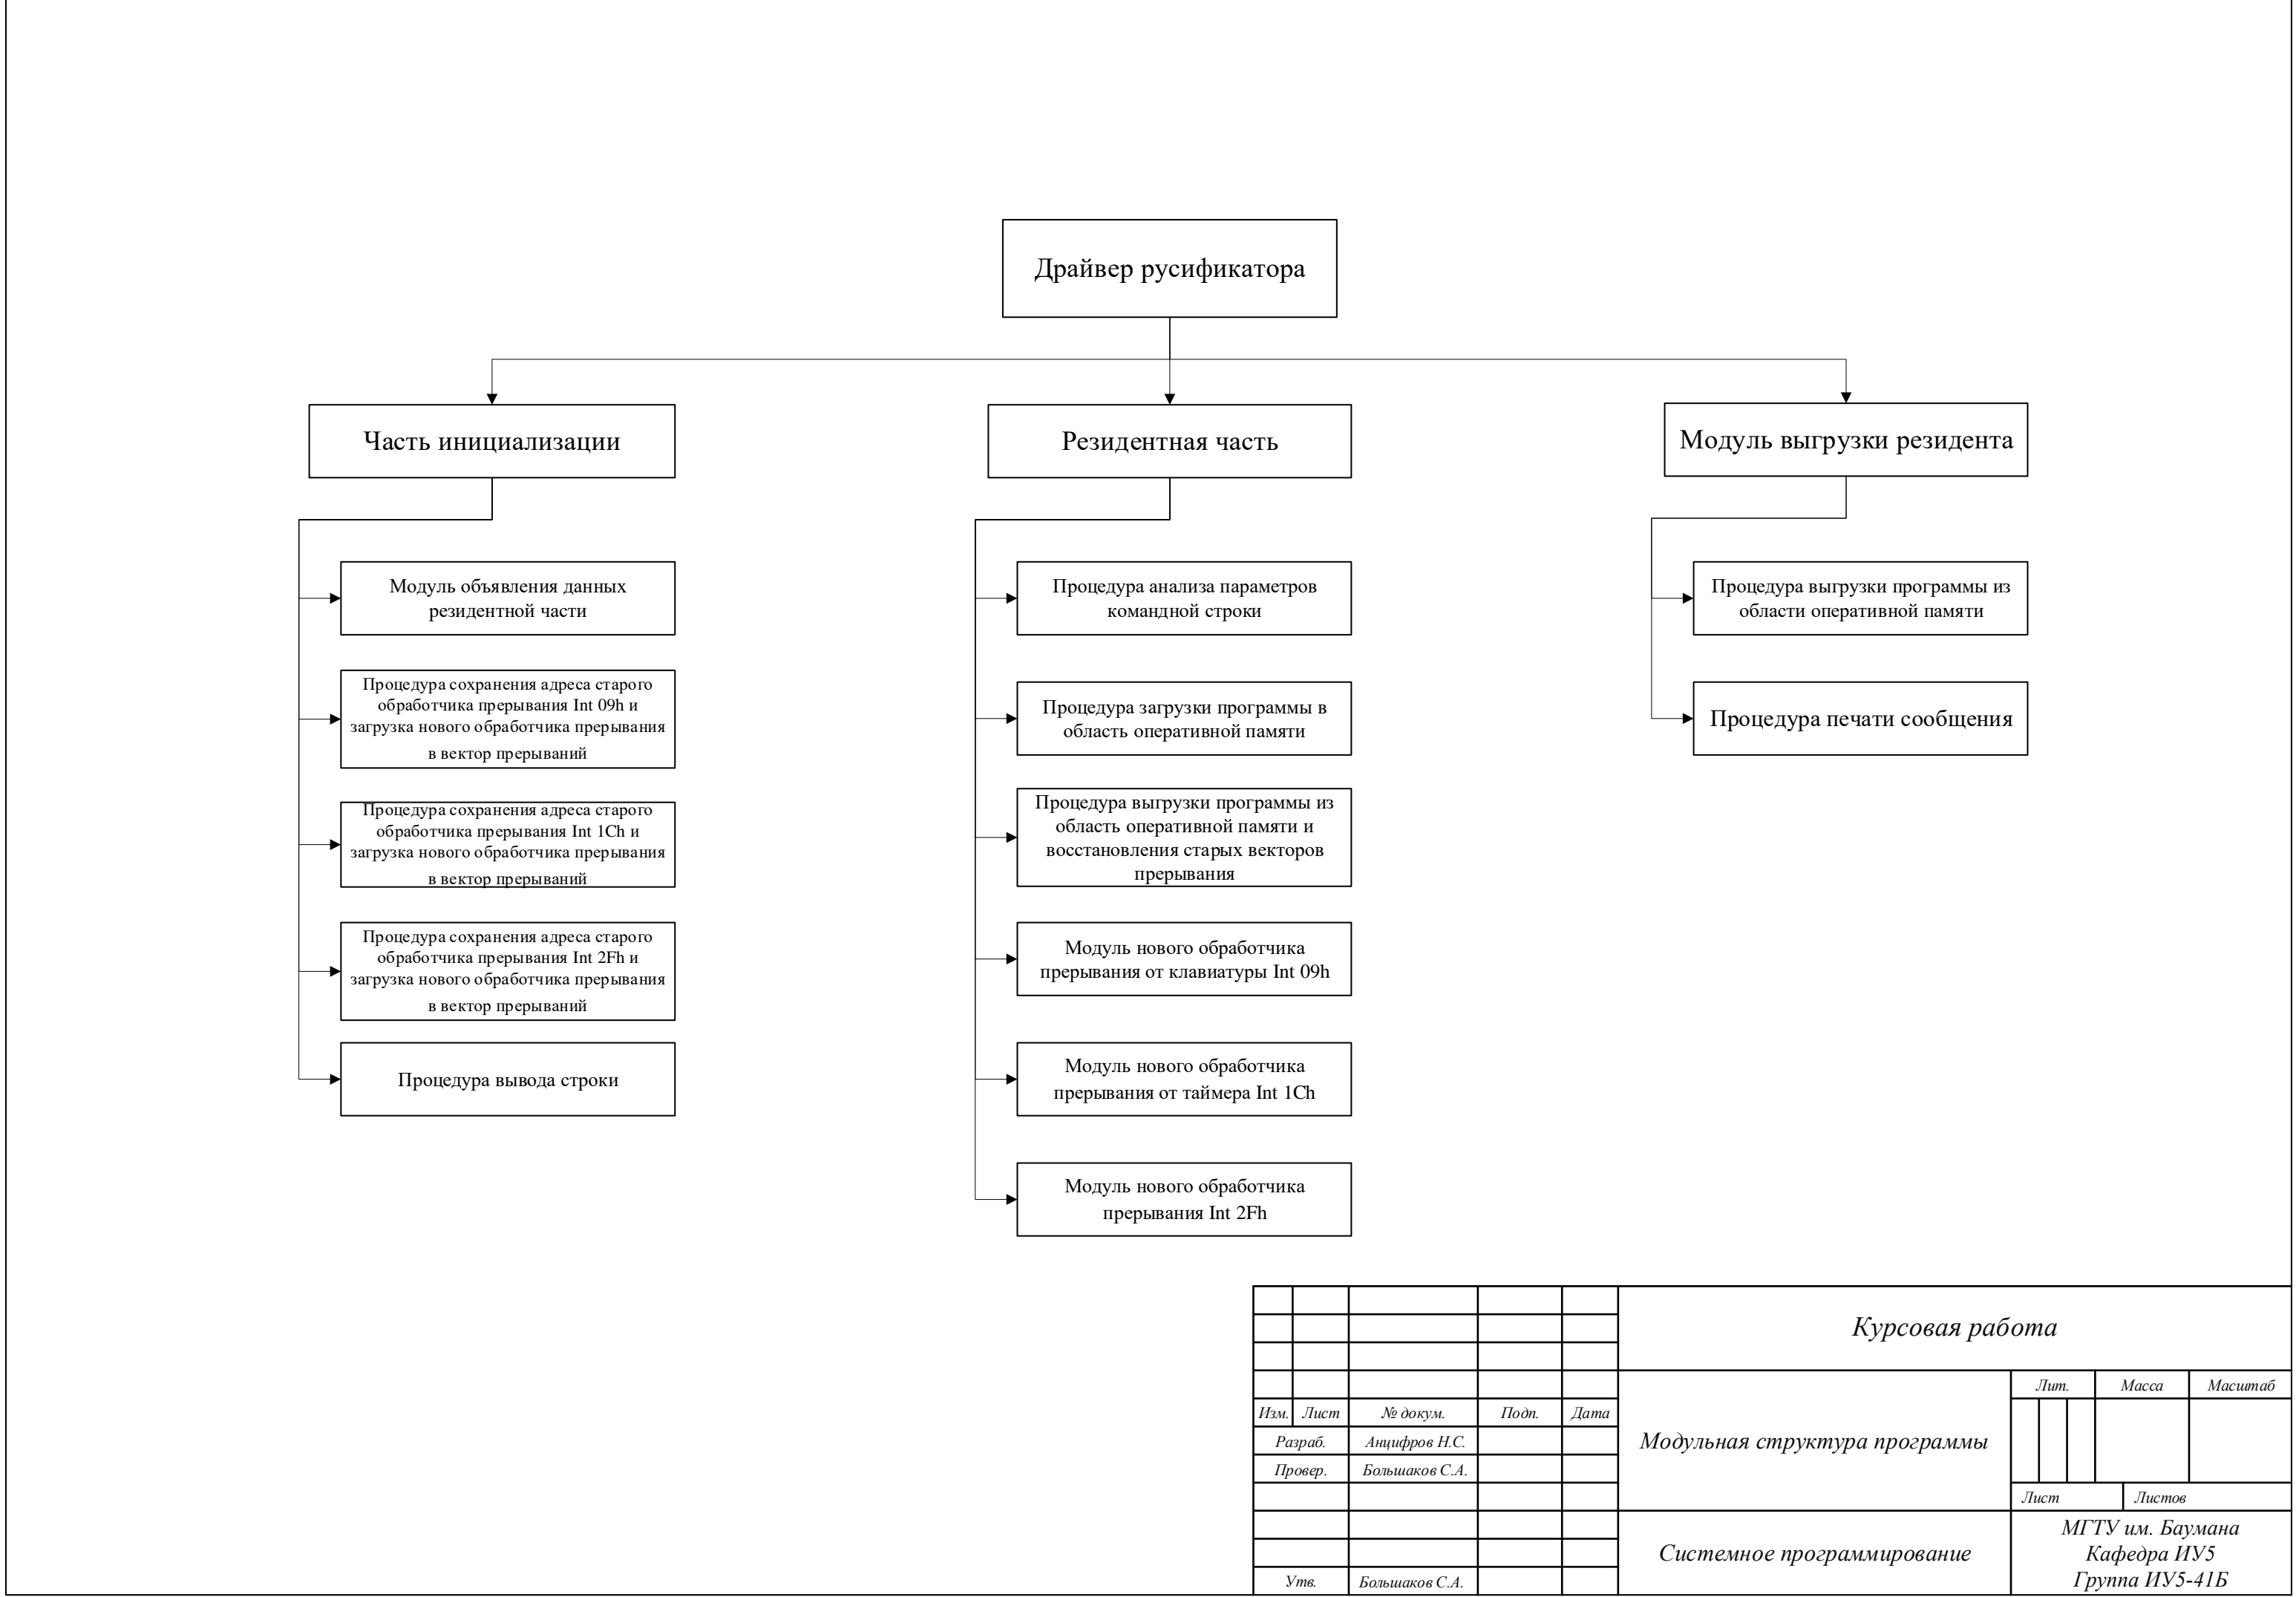 Драйвер русификатора
Часть инициализации
Резидентная часть
Модуль выгрузки резидента
Модуль объявления данных
резидентной части
Процедура сохранения адреса старого
обработчика прерывания Int 09h и
загрузка нового обработчика прерывания
в вектор прерываний
Процедура сохранения адреса старого
обработчика прерывания Int 1Ch и
загрузка нового обработчика прерывания
в вектор прерываний
Процедура сохранения адреса старого
обработчика прерывания Int 2Fh и
загрузка нового обработчика прерывания
в вектор прерываний
Процедура вывода строки
Процедура анализа параметров
командной строки
Процедура загрузки программы в
область оперативной памяти
Процедура выгрузки программы из
область оперативной памяти и
восстановления старых векторов
прерывания
Модуль нового обработчика
прерывания от клавиатуры Int 09h
Модуль нового обработчика
прерывания от таймера Int 1Ch
Модуль нового обработчика
прерывания Int 2Fh
Процедура выгрузки программы из
области оперативной памяти
Процедура печати сообщения
Курсовая работа
Лит. Масса Масштаб
Изм. Лист № докум. Подп. Дата
Разраб. Анцифров Н.С.
Провер. Большаков С.А.
Модульная структура программы
Лист Листов
Системное программирование
МГТУ им. Баумана
Кафедра ИУ5
Группа ИУ5-41Б
Утв. Большаков С.А.